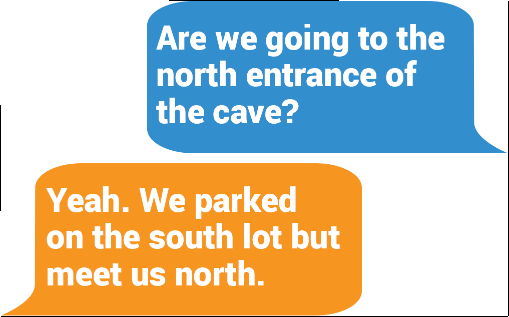 Are we going to the
north entrance of
the cave?
Yeah. We parked
on the south lot but
meet us north.